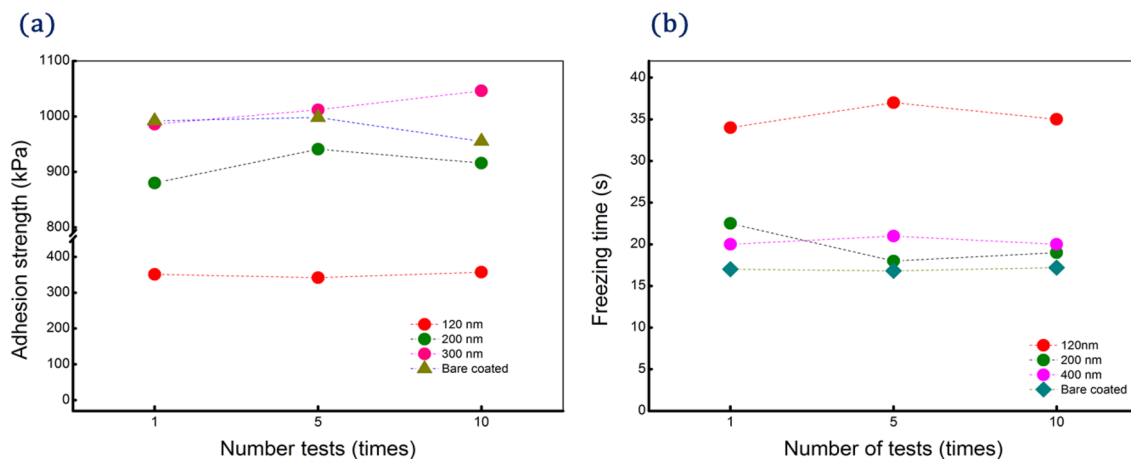 (a)
1100
1000
900
800
400
300
200
100
0
Adhesion strength (kPa)
120 nm
200 nm
300 nm
Bare coated
1 5 10
Number tests (times)
(b)
40
35
30
25
20
15
10
5
0
Freezing time (s)
120nm
200 nm
400 nm
Bare coated
1 5 10
Number of tests (times)